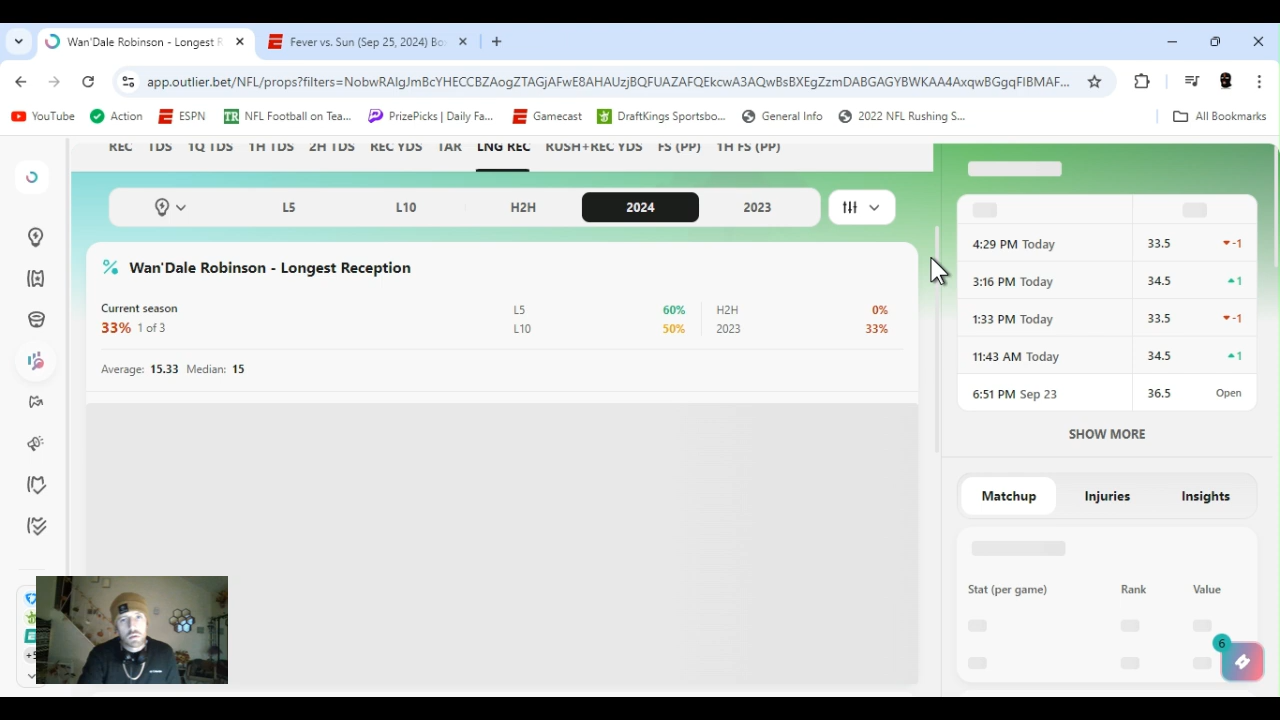 Wan'Dale Robinson - Longest R
Fever vs. Sun (Sep 25, 2024) Bo
app.outlier.bet/NFL/props?filters=NobwRAIgJmBcYHECCBZAogZTAGjAFwE8AHAUzjBQFUAZAFQEkcwA3AQwBsBXEgZzmDABGAGYBWKAA4AxqwBGgqFIBMAF...
YouTube Action ESPN NFL Football on Tea... PrizePicks | Daily Fa... Gamecast DraftKings Sportsbo... General Info 2022 NFL Rushing S... All Bookmarks
REC TDS 1Q TDS 1H TDS 2H TDS REC YDS TAR LNG REC RUSH+REC YDS FS (PP) 1H FS (PP)
L5 L10 H2H 2024 2023
Wan'Dale Robinson - Longest Reception
Current season
33% 1 of 3
L5 60% H2H 0%
L10 50% 2023 33%
Average: 15.33 Median: 15
4:29 PM Today 33.5 -1
3:16 PM Today 34.5 1
1:33 PM Today 33.5 -1
11:43 AM Today 34.5 1
6:51 PM Sep 23 36.5 Open
SHOW MORE
Matchup Injuries Insights
Stat (per game) Rank Value
6